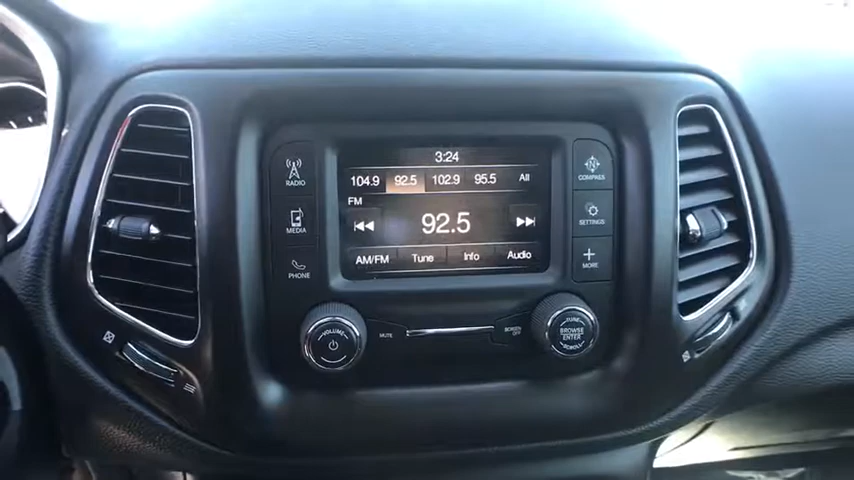 3:24
104.9 92.5 102.9 95.5 All
FM
92.5
AM/FM Tune Info Audio
RADIO
MEDIA
PHONE
COMPASS
SETTINGS
MORE
VOLUME
MUTE
SCREEN
OFF
TUNE
BROWSE
ENTER
SCROLL